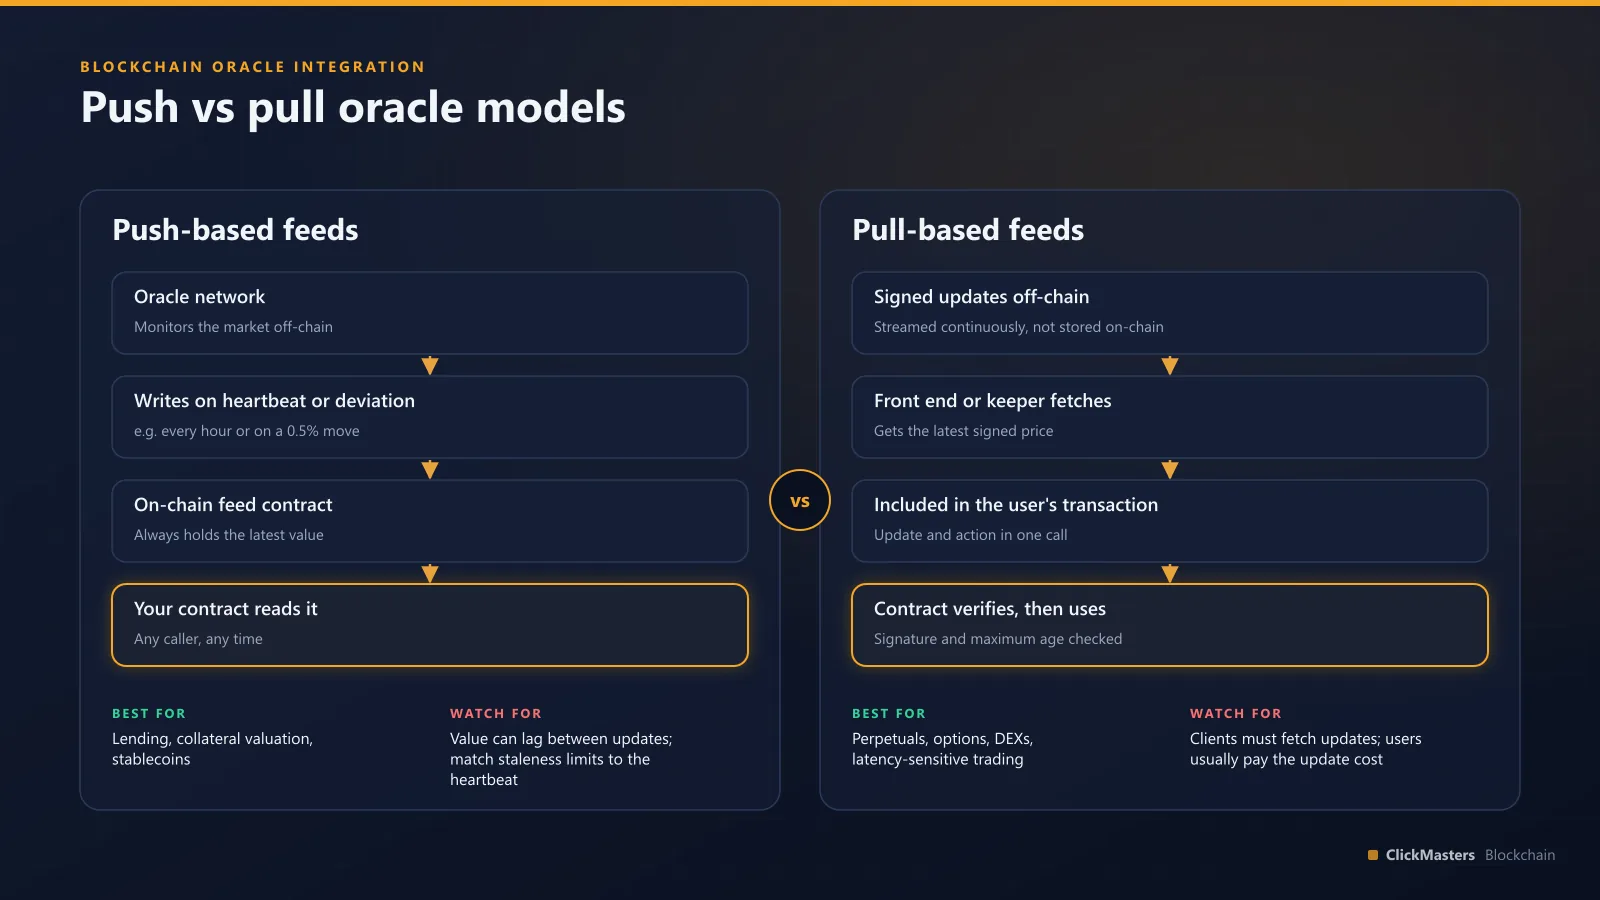 BLOCKCHAIN ORACLE INTEGRATION
Push vs pull oracle models
Push-based feeds
Oracle network
Monitors the market off-chain
Writes on heartbeat or deviation
e.g. every hour or on a 0.5% move
On-chain feed contract
Always holds the latest value
Your contract reads it
Any caller, any time
BEST FOR
Lending, collateral valuation,
stablecoins
WATCH FOR
Value can lag between updates;
match staleness limits to the
heartbeat
vs
Pull-based feeds
Signed updates off-chain
Streamed continuously, not stored on-chain
Front end or keeper fetches
Gets the latest signed price
Included in the user's transaction
Update and action in one call
Contract verifies, then uses
Signature and maximum age checked
BEST FOR
Perpetuals, options, DEXs,
latency-sensitive trading
WATCH FOR
Clients must fetch updates; users
usually pay the update cost
ClickMasters Blockchain